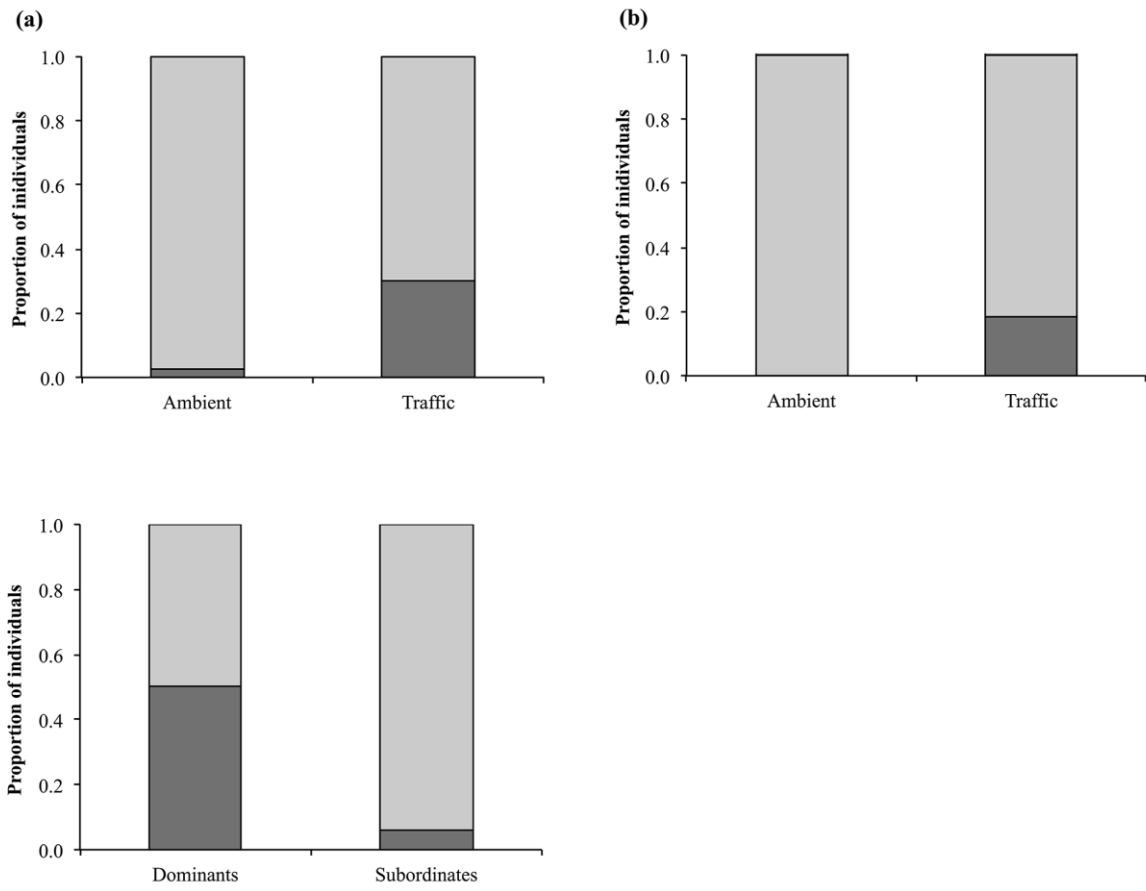 (a)
Proportion of inidividuals
1.0
0.8
0.6
0.4
0.2
0.0
Ambient Traffic
(b)
Proportion of inidividuals
1.0
0.8
0.6
0.4
0.2
0.0
Ambient Traffic
Proportion of individuals
1.0
0.8
0.6
0.4
0.2
0.0
Dominants Subordinates